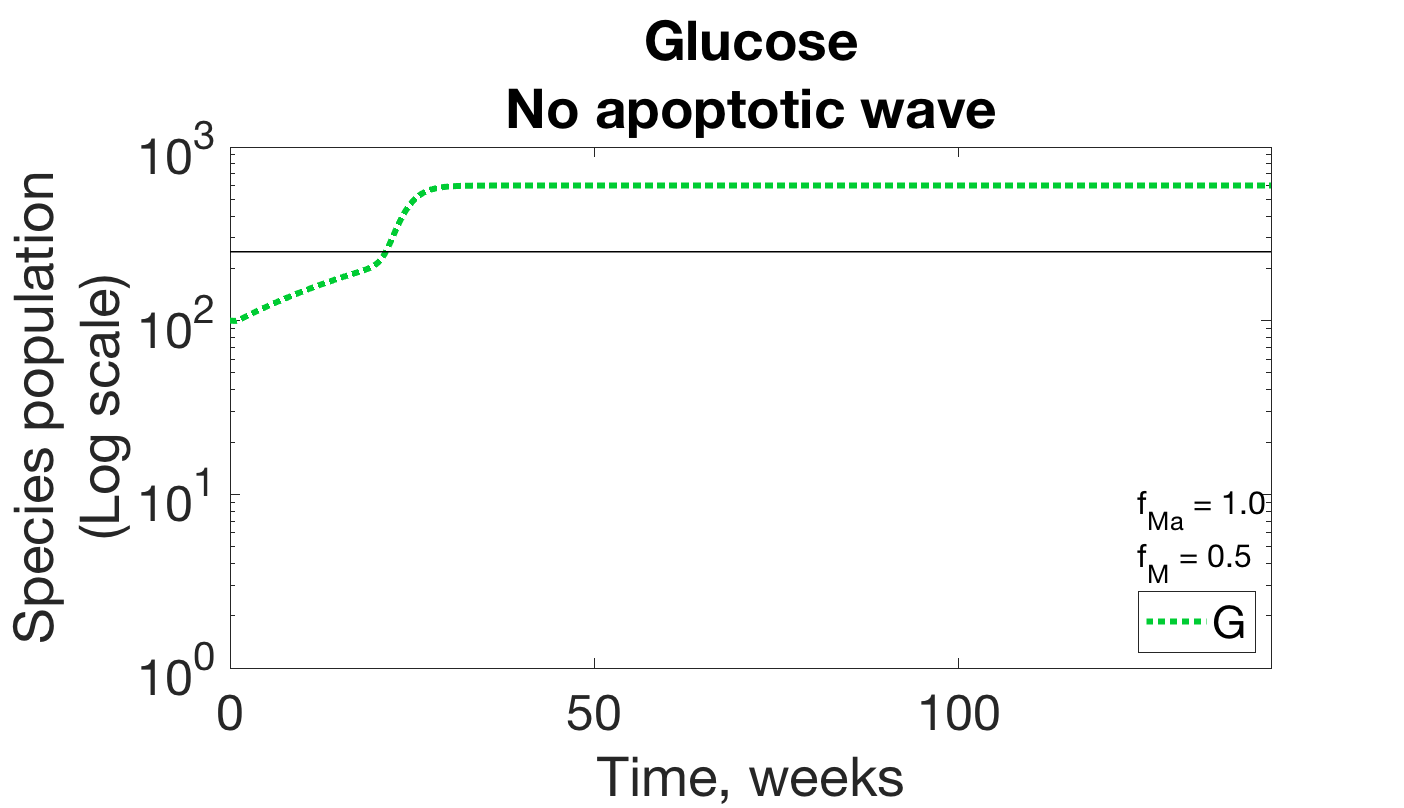 Glucose
No apoptotic wave
Species population
(Log scale)
10^3
10^2
10^1
10^0
f_Ma = 1.0
f_M = 0.5
G
0 50 100
Time, weeks